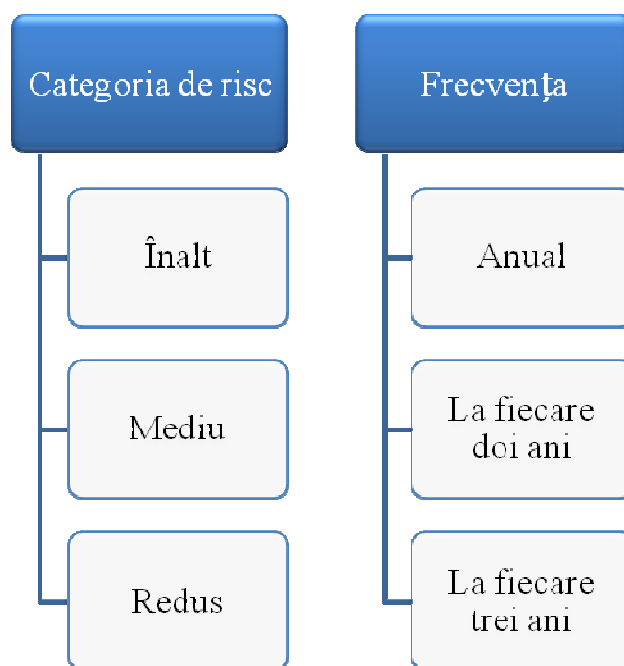 Categoria de risc
Înalt
Mediu
Redus
Frecvența
Anual
La fiecare
doi ani
La fiecare
trei ani